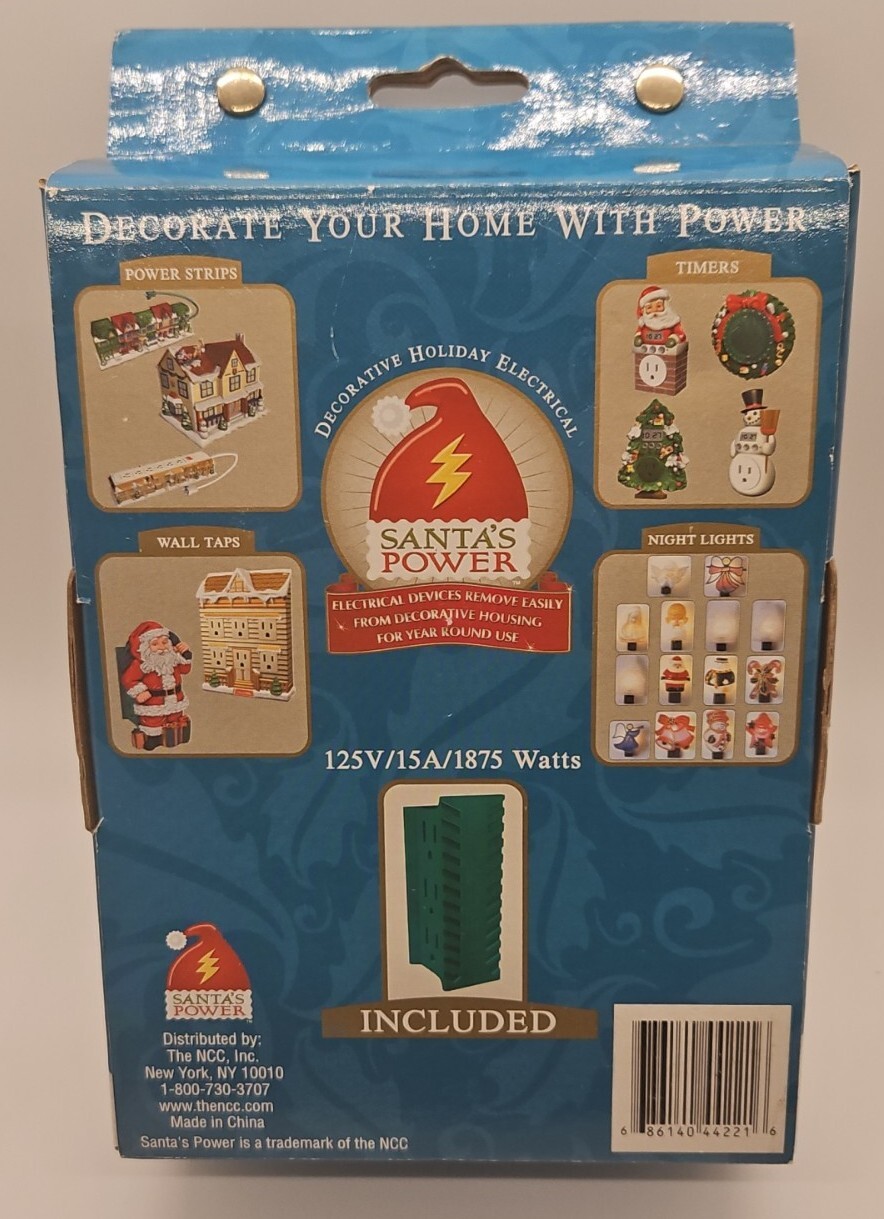 DECORATE YOUR HOME WITH POWER
POWER STRIPS
TIMERS
DECORATIVE HOLIDAY ELECTRICAL
SANTA'S
POWER™
ELECTRICAL DEVICES REMOVE EASILY
FROM DECORATIVE HOUSING
FOR YEAR ROUND USE
WALL TAPS
NIGHT LIGHTS
125V/15A/1875 Watts
INCLUDED
SANTA'S
POWER™
Distributed by:
The NCC, Inc.
New York, NY 10010
1-800-730-3707
www.thencc.com
Made in China
Santa's Power is a trademark of the NCC
6 86140 44221 6